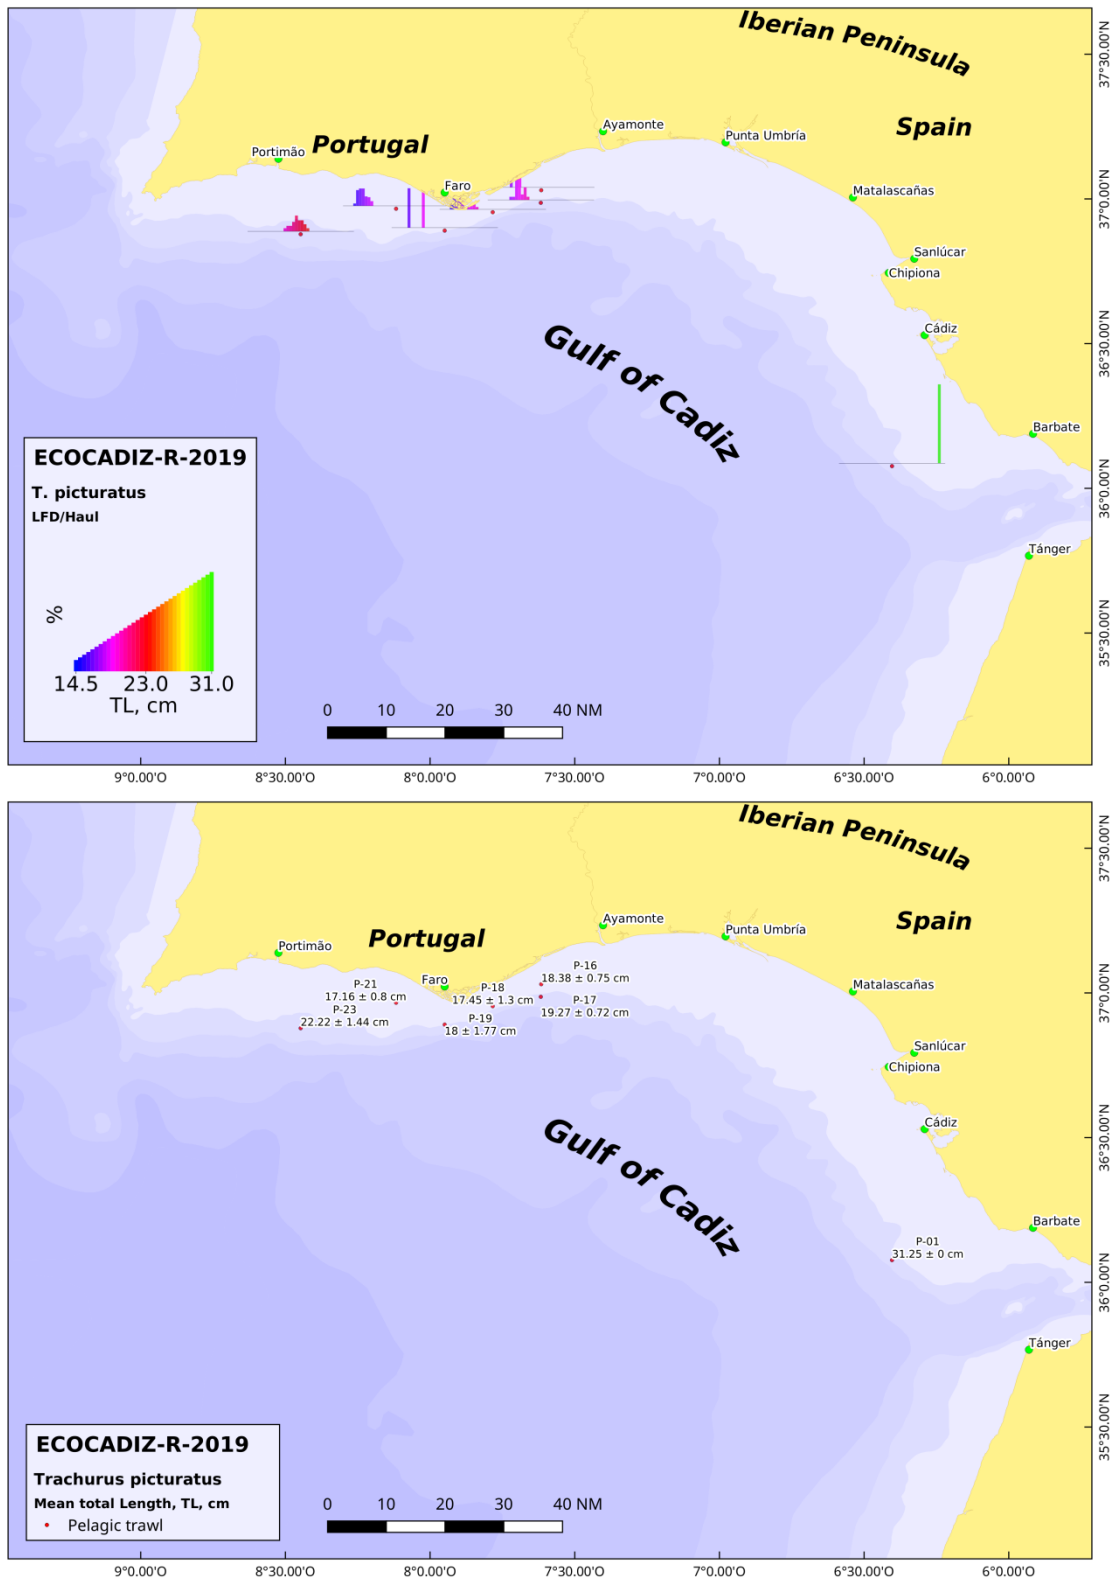 Iberian Peninsula
37°30.00'N
Spain
Ayamonte
Punta Umbría
Portugal
Portimão
Faro
Matalascañas
37°0.00'N
Sanlúcar
Chipiona
Cádiz
36°30.00'N
Gulf of Cadiz
Barbate
36°0.00'N
Tánger
35°30.00'N
ECOCADIZ-R-2019
T. picturatus
LFD/Haul
%
14.5 23.0 31.0
TL, cm
0 10 20 30 40 NM
9°0.00'O 8°30.00'O 8°0.00'O 7°30.00'O 7°0.00'O 6°30.00'O 6°0.00'O
Iberian Peninsula
37°30.00'N
Spain
Ayamonte
Punta Umbría
Portugal
Portimão
Faro
P-16
18.38 ± 0.75 cm
P-21
17.16 ± 0.8 cm
P-18
17.45 ± 1.3 cm
P-17
19.27 ± 0.72 cm
P-23
22.22 ± 1.44 cm
P-19
18 ± 1.77 cm
Matalascañas
37°0.00'N
Sanlúcar
Chipiona
Cádiz
36°30.00'N
Gulf of Cadiz
Barbate
P-01
31.25 ± 0 cm
36°0.00'N
Tánger
35°30.00'N
ECOCADIZ-R-2019
Trachurus picturatus
Mean total Length, TL, cm
Pelagic trawl
0 10 20 30 40 NM
9°0.00'O 8°30.00'O 8°0.00'O 7°30.00'O 7°0.00'O 6°30.00'O 6°0.00'O